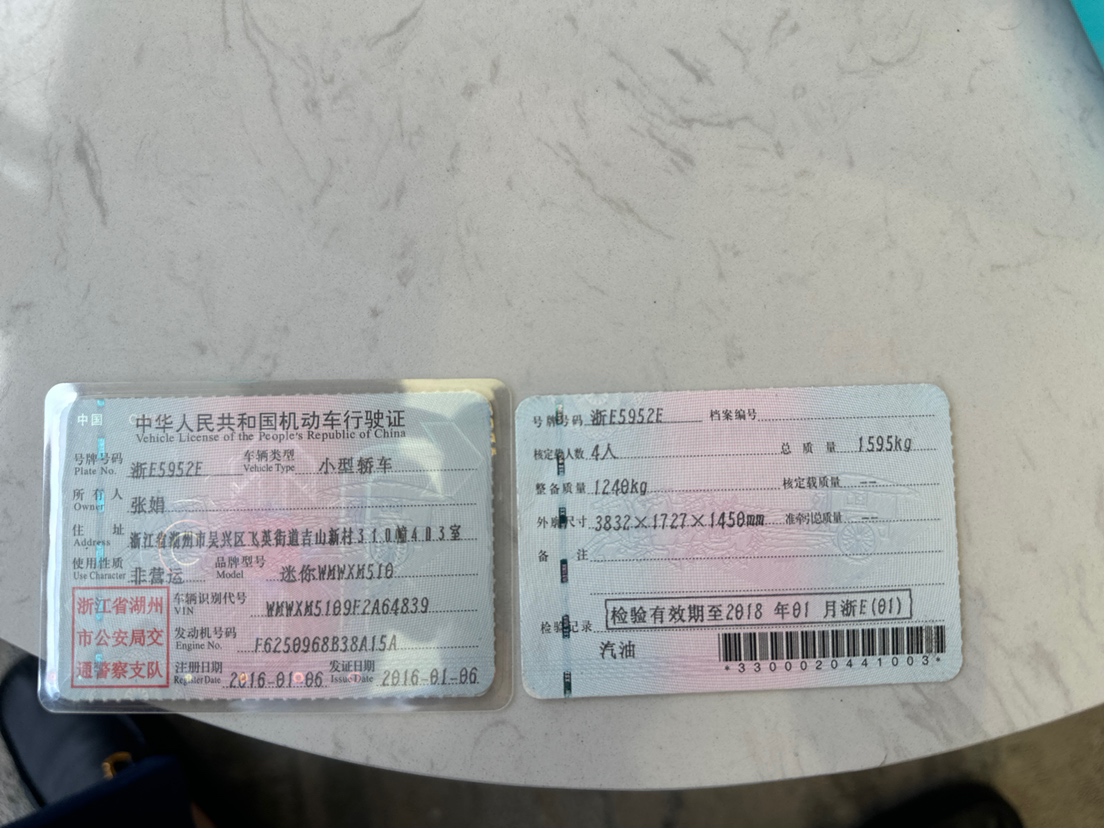 中国 中华人民共和国机动车行驶证
Vehicle License of the People's Republic of China
号牌号码 Plate No. 浙E5952E 车辆类型 Vehicle Type 小型轿车
所有人 Owner 张娟
住址 Address 浙江省湖州市吴兴区飞英街道吉山新村310幢403室
使用性质 Use Character 非营运 品牌型号 Model 迷你WMWXM510
浙江省湖州市公安局交通警察支队
车辆识别代号 VIN WMWXM5109F2A64839
发动机号码 Engine No. F6250968B38A15A
注册日期 Register Date 2016-01-06 发证日期 Issue Date 2016-01-06
号牌号码 浙E5952E 档案编号
核定载人数 4人 总质量 1595kg
整备质量 1240kg 核定载质量 --
外廓尺寸 3832×1727×1450mm 准牵引总质量 --
备注
检验记录 检验有效期至2018年01月浙E(01)
汽油
*3300020441003*